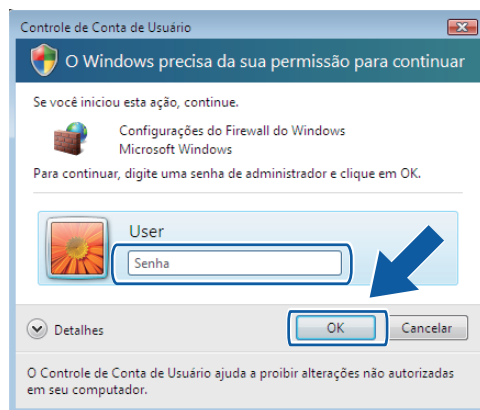 Controle de Conta de Usuário
O Windows precisa da sua permissão para continuar
Se você iniciou esta ação, continue.
Configurações do Firewall do Windows
Microsoft Windows
Para continuar, digite uma senha de administrador e clique em OK.
User
Senha
Detalhes
OK
Cancelar
O Controle de Conta de Usuário ajuda a proibir alterações não autorizadas
em seu computador.